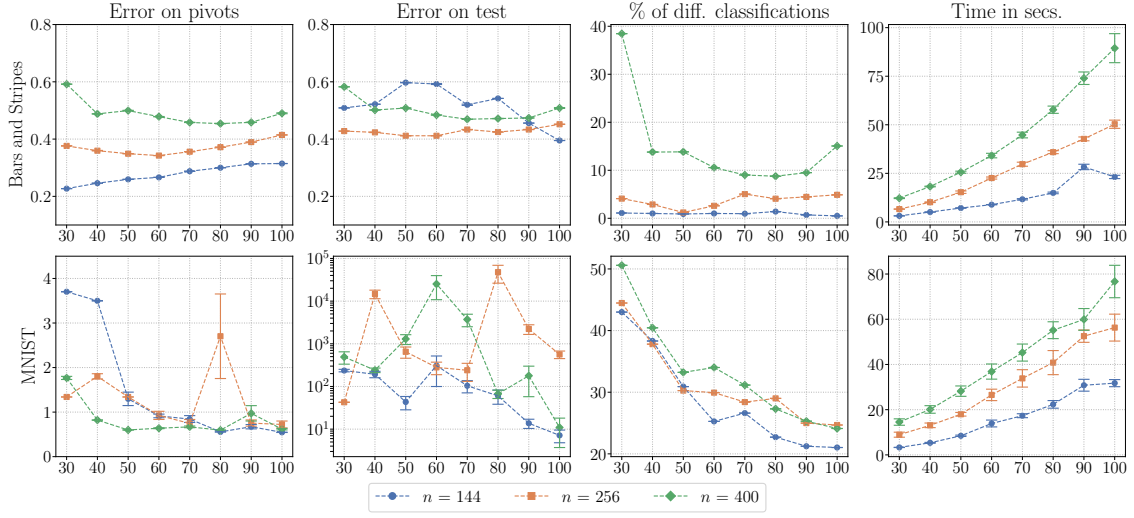 Error on pivots
Error on test
% of diff. classifications
Time in secs.
Bars and Stripes
0.8
0.6
0.4
0.2
30 40 50 60 70 80 90 100
0.8
0.6
0.4
0.2
30 40 50 60 70 80 90 100
40
30
20
10
0
30 40 50 60 70 80 90 100
100
75
50
25
0
30 40 50 60 70 80 90 100
MNIST
4
3
2
1
0
30 40 50 60 70 80 90 100
10^5
10^4
10^3
10^2
10^1
30 40 50 60 70 80 90 100
50
40
30
20
30 40 50 60 70 80 90 100
80
60
40
20
0
30 40 50 60 70 80 90 100
n = 144 n = 256 n = 400